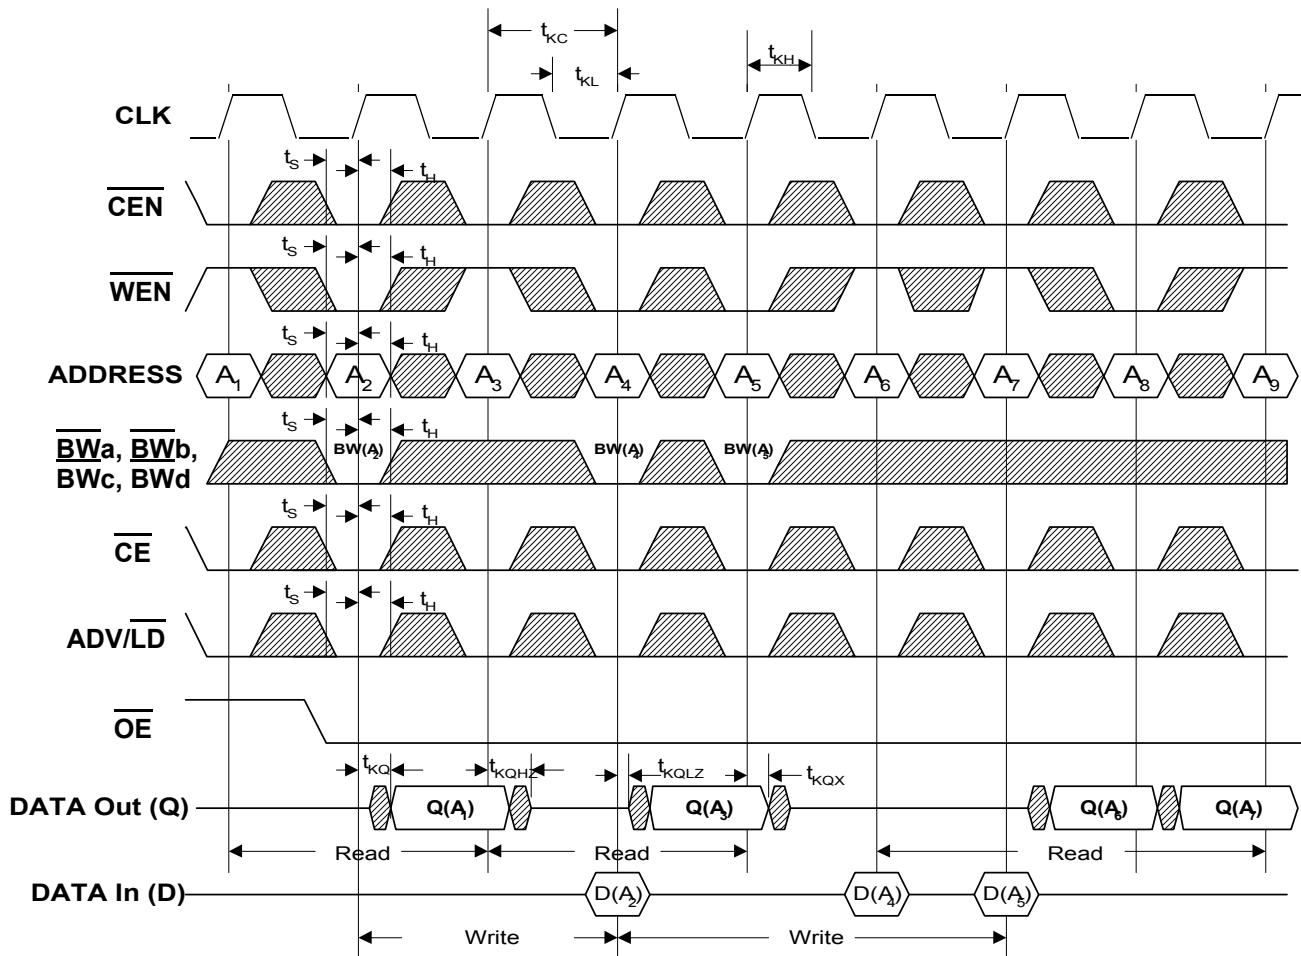 tKC
tKL
tKH
CLK
tS
tH
CEN
tS
tH
WEN
tS
tH
ADDRESS A1 A2 A3 A4 A5 A6 A7 A8 A9
tS
tH
BWa, BWb,
BWc, BWd
BW(A2) BW(A4) BW(A5)
tS
tH
CE
tS
tH
ADV/LD
OE
tKQ tKQHZ tKQLZ tKQX
DATA Out (Q) Q(A1) Q(A3) Q(A6) Q(A7)
Read Read Read
DATA In (D) D(A2) D(A4) D(A5)
Write Write